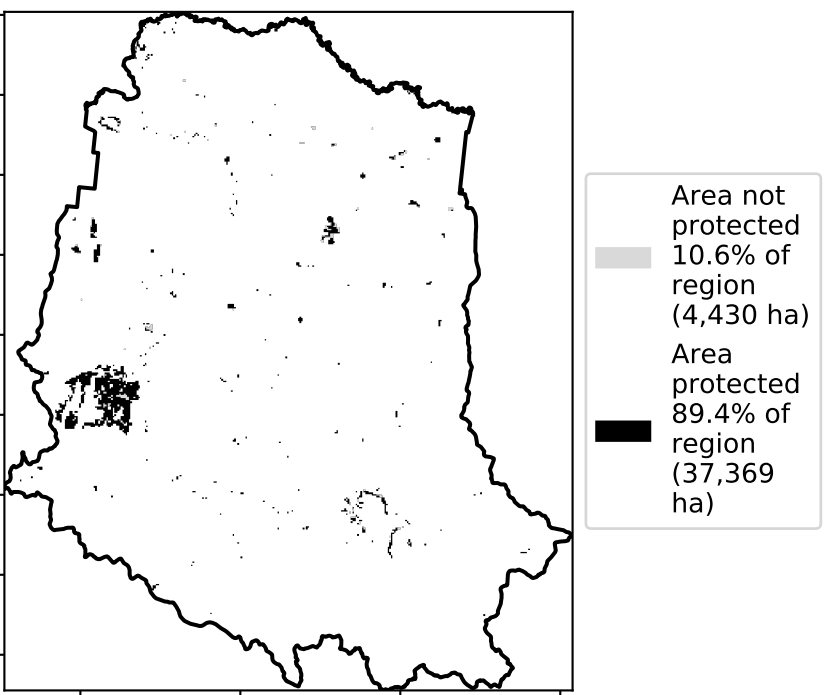 Area not
protected
10.6% of
region
(4,430 ha)
Area
protected
89.4% of
region
(37,369
ha)